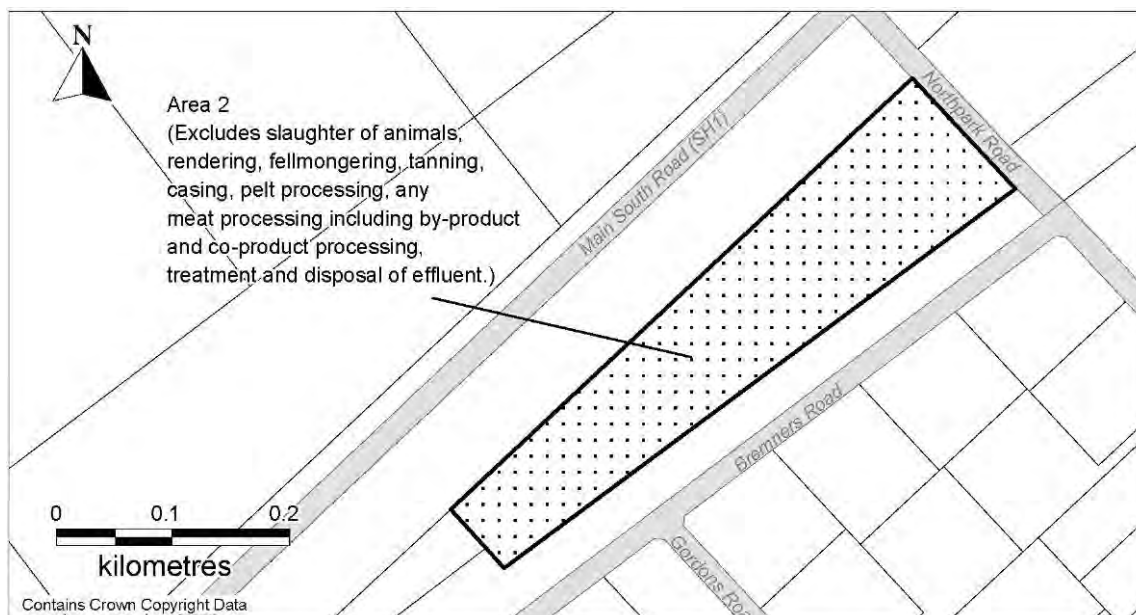 N
Area 2
(Excludes slaughter of animals,
rendering, fellmongering, tanning,
casing, pelt processing, any
meat processing including by-product
and co-product processing,
treatment and disposal of effluent.)
Main South Road (SH1)
Northpark Road
Bremners Road
Gordons Road
0 0.1 0.2
kilometres
Contains Crown Copyright Data